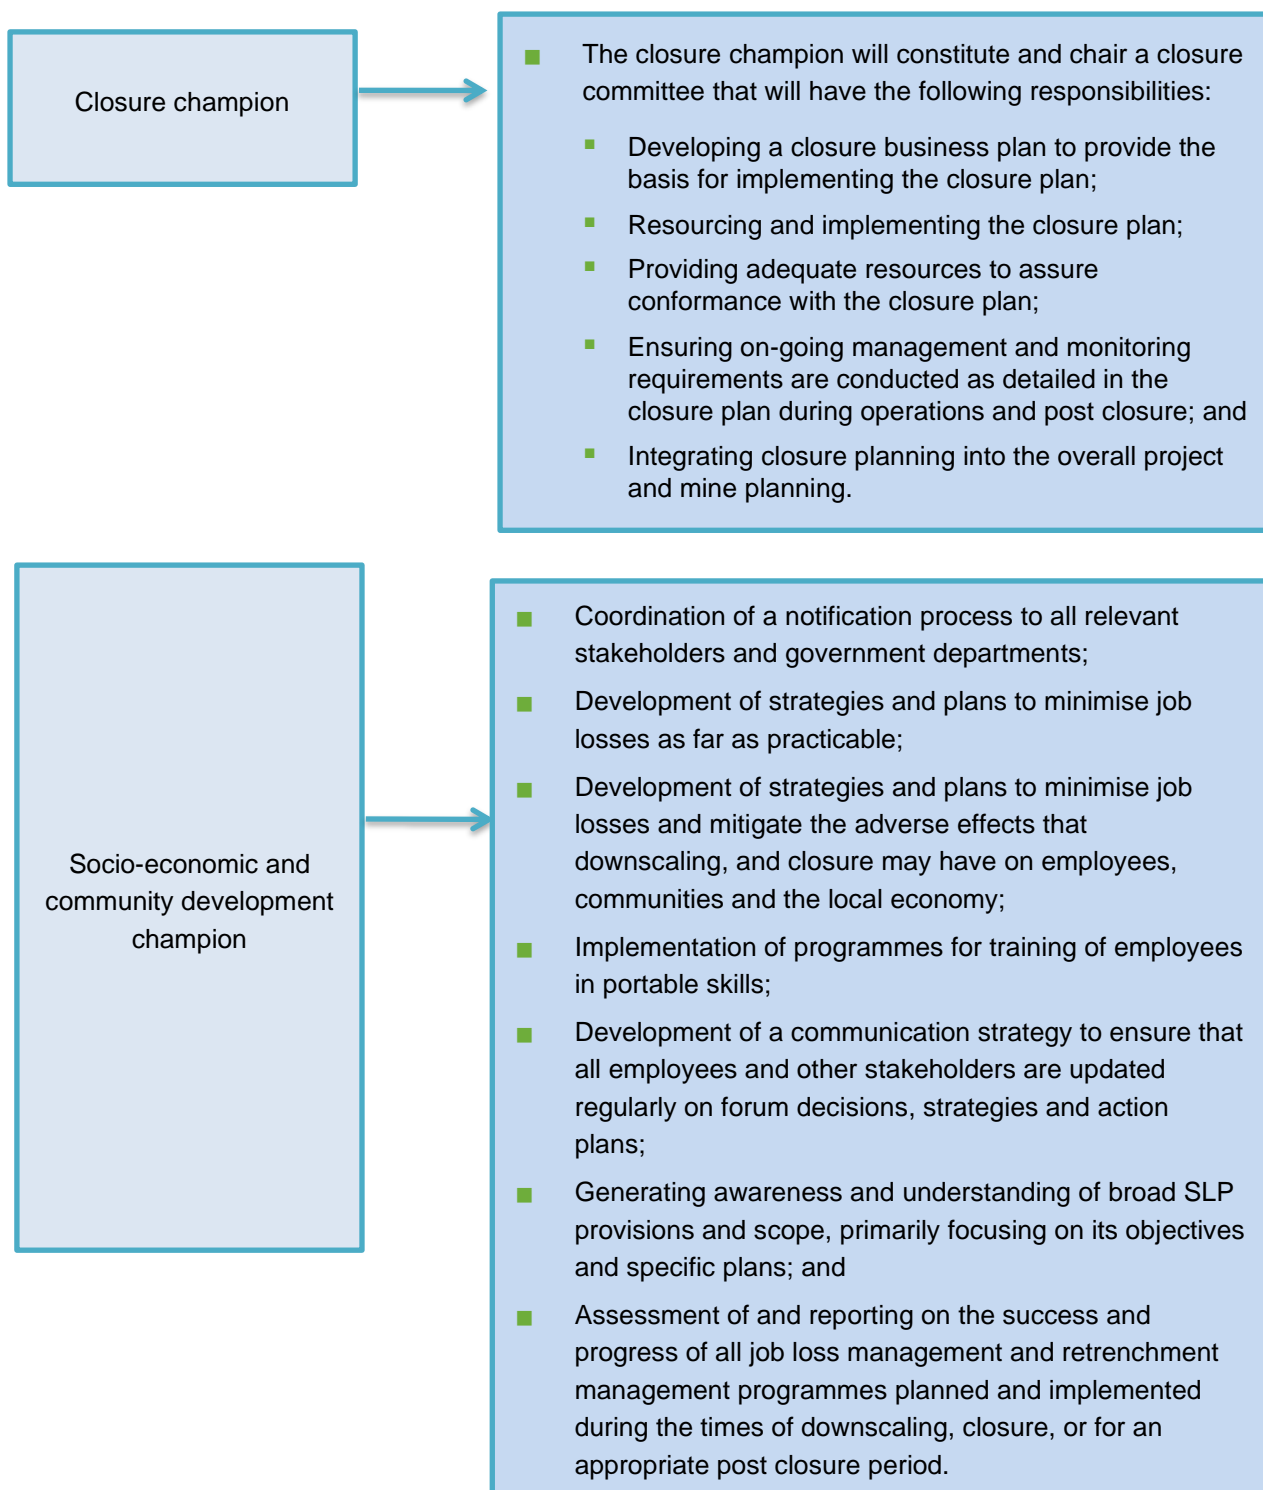 Closure champion
The closure champion will constitute and chair a closure
committee that will have the following responsibilities:
Developing a closure business plan to provide the
basis for implementing the closure plan;
Resourcing and implementing the closure plan;
Providing adequate resources to assure
conformance with the closure plan;
Ensuring on-going management and monitoring
requirements are conducted as detailed in the
closure plan during operations and post closure; and
Integrating closure planning into the overall project
and mine planning.
Socio-economic and
community development
champion
Coordination of a notification process to all relevant
stakeholders and government departments;
Development of strategies and plans to minimise job
losses as far as practicable;
Development of strategies and plans to minimise job
losses and mitigate the adverse effects that
downscaling, and closure may have on employees,
communities and the local economy;
Implementation of programmes for training of employees
in portable skills;
Development of a communication strategy to ensure that
all employees and other stakeholders are updated
regularly on forum decisions, strategies and action
plans;
Generating awareness and understanding of broad SLP
provisions and scope, primarily focusing on its objectives
and specific plans; and
Assessment of and reporting on the success and
progress of all job loss management and retrenchment
management programmes planned and implemented
during the times of downscaling, closure, or for an
appropriate post closure period.